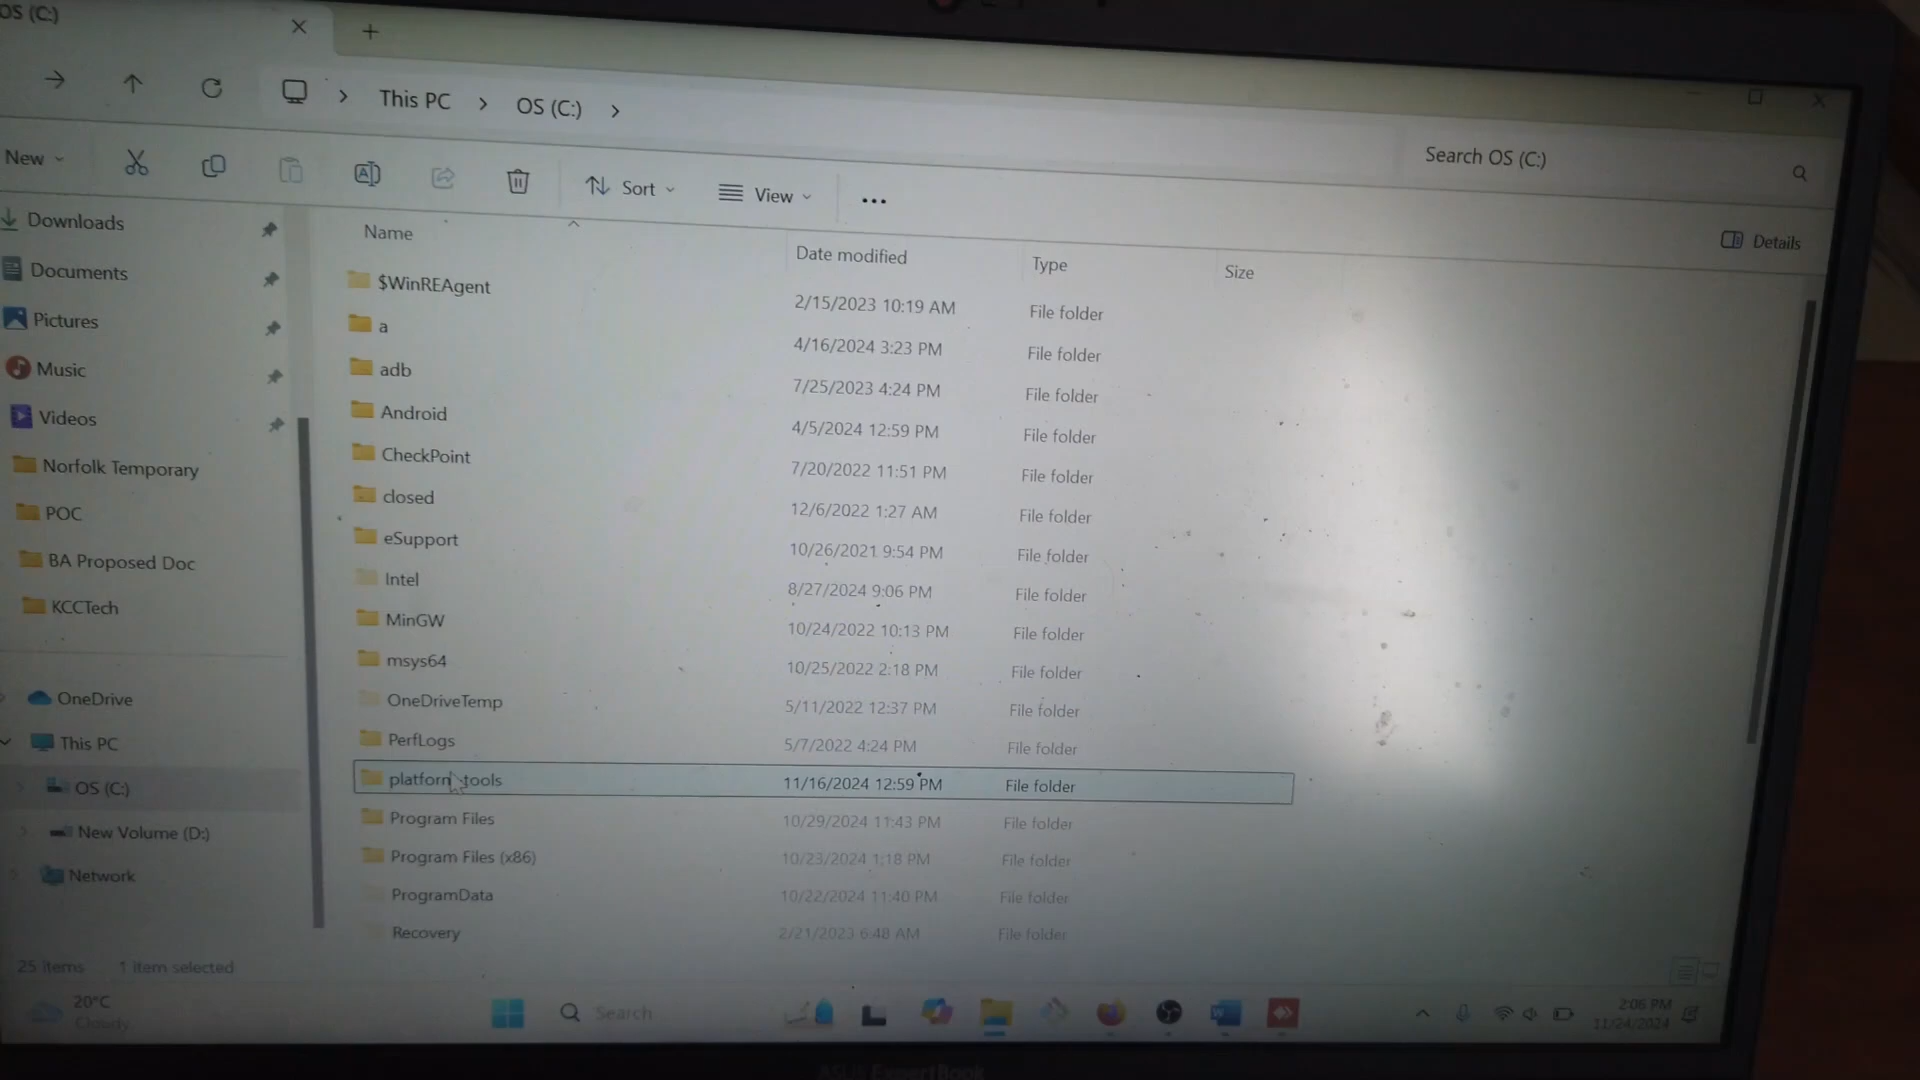 OS (C:)
This PC > OS (C:) >
Search OS (C:)
New
Sort
View
Details
Downloads
Documents
Pictures
Music
Videos
Norfolk Temporary
POC
BA Proposed Doc
KCCTech
OneDrive
This PC
OS (C:)
New Volume (D:)
Network
Name Date modified Type Size
$WinREAgent 2/15/2023 10:19 AM File folder
a 4/16/2024 3:23 PM File folder
adb 7/25/2023 4:24 PM File folder
Android 4/5/2024 12:59 PM File folder
CheckPoint 7/20/2022 11:51 PM File folder
closed 12/6/2022 1:27 AM File folder
eSupport 10/26/2021 9:54 PM File folder
Intel 8/27/2024 9:06 PM File folder
MinGW 10/24/2022 10:13 PM File folder
msys64 10/25/2022 2:18 PM File folder
OneDriveTemp 5/11/2022 12:37 PM File folder
PerfLogs 5/7/2022 4:24 PM File folder
platform-tools 11/16/2024 12:59 PM File folder
Program Files 10/29/2024 11:43 PM File folder
Program Files (x86) 10/23/2024 1:18 PM File folder
ProgramData 10/22/2024 11:40 PM File folder
Recovery 2/21/2023 6:48 AM File folder
25 items 1 item selected
20°C
Cloudy
Search
2:06 PM
11/24/2024
ASUS ExpertBook